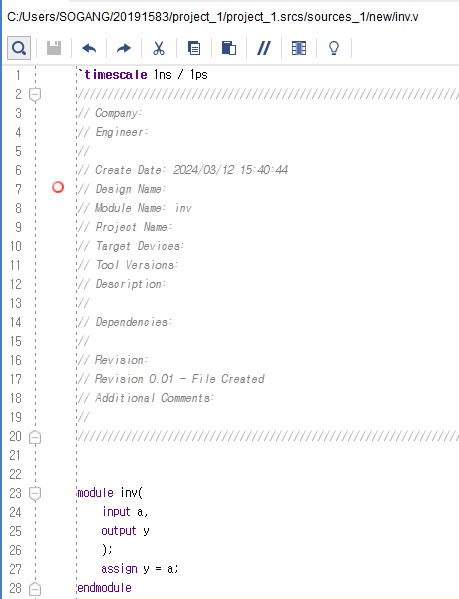 C:/Users/SOGANG/20191583/project_1/project_1.srcs/sources_1/new/inv.v
1 `timescale 1ns / 1ps
2 //////////////////////////////////////////////////////////////////////////////////
3 // Company:
4 // Engineer:
5 //
6 // Create Date: 2024/03/12 15:40:44
7 // Design Name:
8 // Module Name: inv
9 // Project Name:
10 // Target Devices:
11 // Tool Versions:
12 // Description:
13 //
14 // Dependencies:
15 //
16 // Revision:
17 // Revision 0.01 - File Created
18 // Additional Comments:
19 //
20 //////////////////////////////////////////////////////////////////////////////////
21
22
23 module inv(
24 input a,
25 output y
26 );
27 assign y = a;
28 endmodule